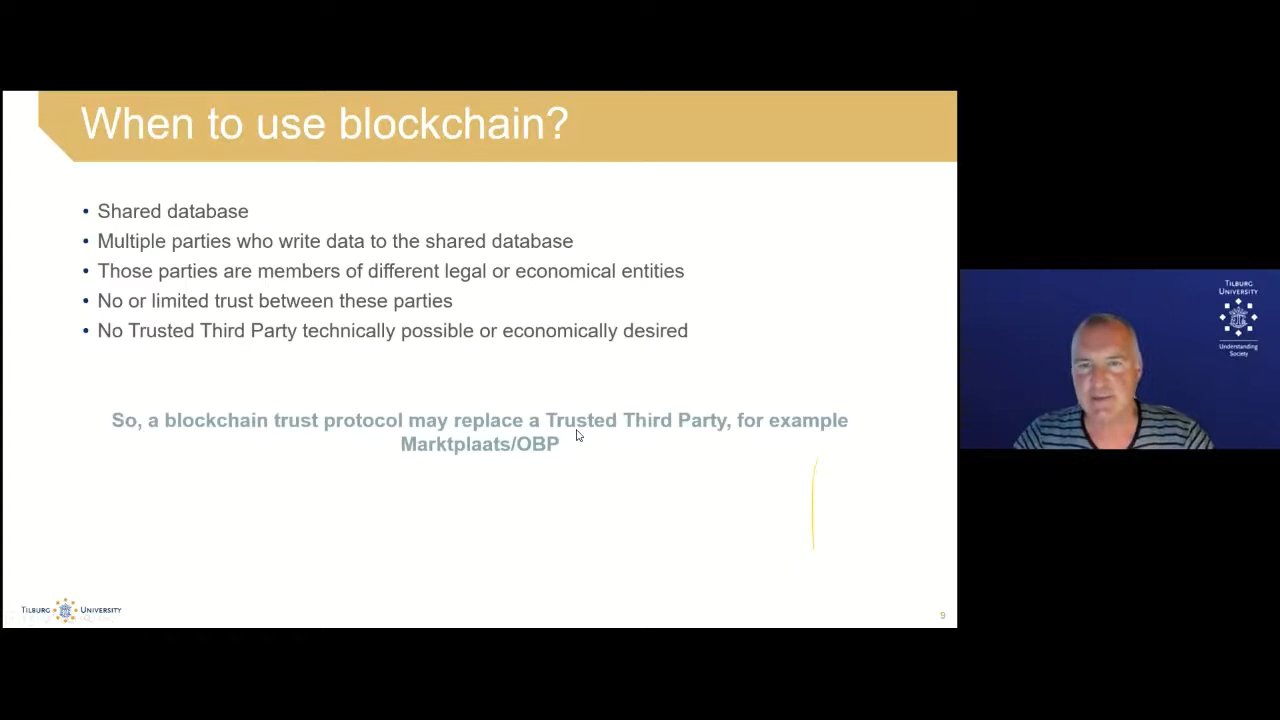 When to use blockchain?
• Shared database
• Multiple parties who write data to the shared database
• Those parties are members of different legal or economical entities
• No or limited trust between these parties
• No Trusted Third Party technically possible or economically desired
So, a blockchain trust protocol may replace a Trusted Third Party, for example
Marktplaats/OBP
TILBURG UNIVERSITY
9
TILBURG
UNIVERSITY
Understanding
Society